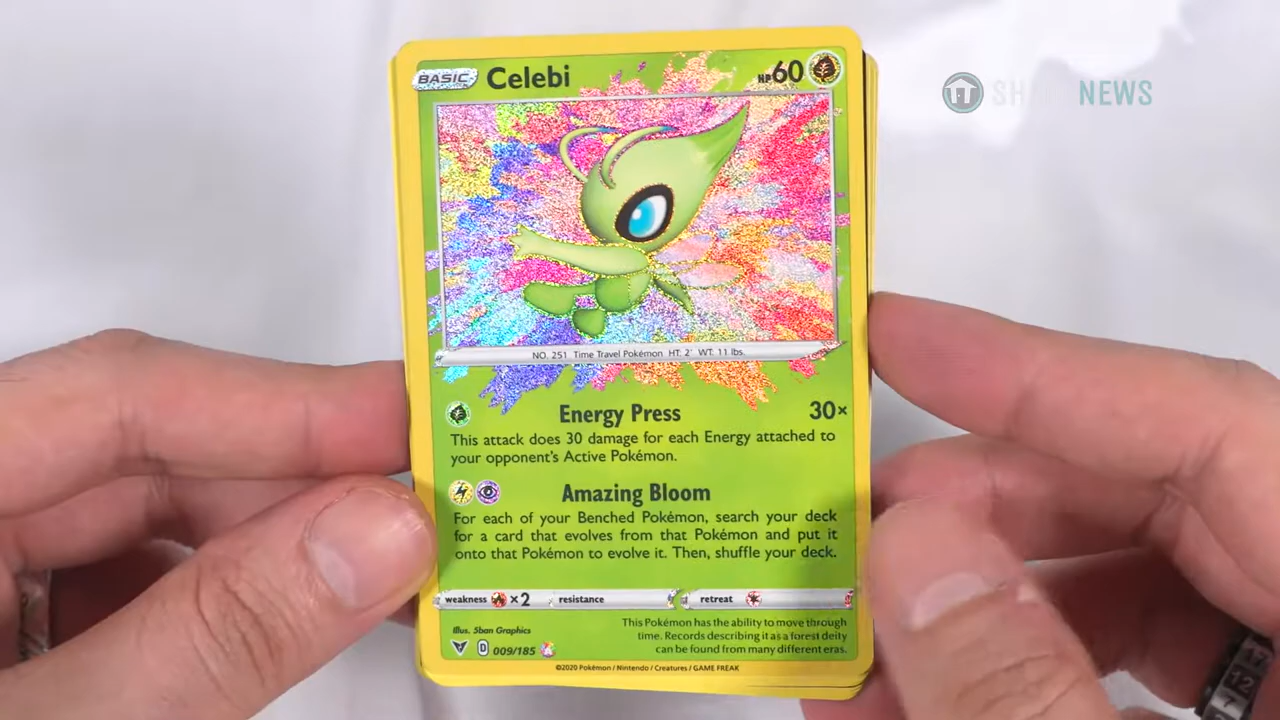 BASIC Celebi HP60
NEWS
NO. 251 Time Travel Pokémon HT: 2' WT: 11 lbs.
Energy Press 30×
This attack does 30 damage for each Energy attached to
your opponent's Active Pokémon.
Amazing Bloom
For each of your Benched Pokémon, search your deck
for a card that evolves from that Pokémon and put it
onto that Pokémon to evolve it. Then, shuffle your deck.
weakness ×2 resistance retreat
Illus. 5ban Graphics
D 009/185
This Pokémon has the ability to move through
time. Records describing it as a forest deity
can be found from many different eras.
©2020 Pokémon / Nintendo / Creatures / GAME FREAK
17
12
7